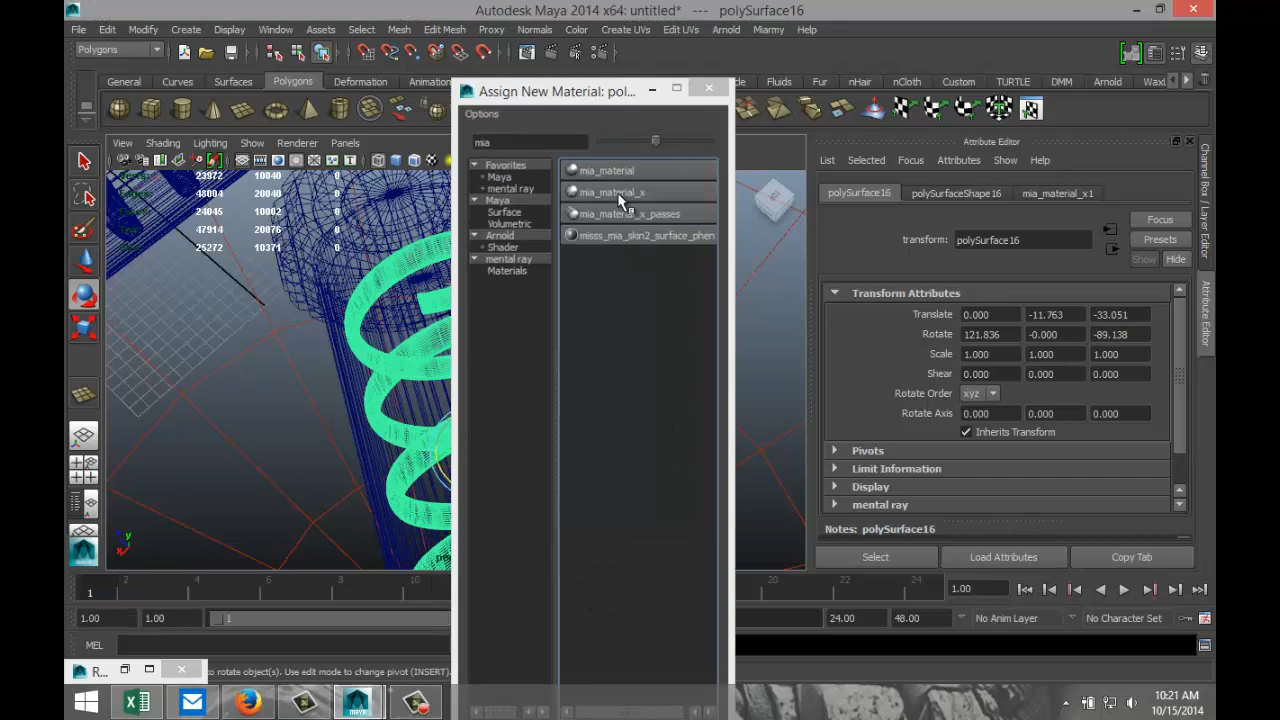 Autodesk Maya 2014 x64: untitled* --- polySurface16
File Edit Modify Create Display Window Assets Select Mesh Edit Mesh Proxy Normals Color Create UVs Edit UVs Arnold Miarmy Help
Polygons
General Curves Surfaces Polygons Deformation Animation Fluids Fur nHair nCloth Custom TURTLE DMM Arnold
View Shading Lighting Show Renderer Panels
23972 10040 0
48004 20040 0
24045 10002 0
47914 20076 0
25272 10371 0
Assign New Material: pol...
Options
mia
Favorites
Maya
mental ray
Maya
Surface
Volumetric
Arnold
Shader
mental ray
Materials
mia_material
mia_material_x
mia_material_x_passes
misss_mia_skin2_surface_phen
Attribute Editor
List Selected Focus Attributes Show Help
polySurface16 polySurfaceShape16 mia_material_x1
Focus
transform: polySurface16
Presets
Show Hide
Transform Attributes
Translate 0.000 -11.763 -33.051
Rotate 121.836 -0.000 -89.138
Scale 1.000 1.000 1.000
Shear 0.000 0.000 0.000
Rotate Order xyz
Rotate Axis 0.000 0.000 0.000
Inherits Transform
Pivots
Limit Information
Display
mental ray
Notes: polySurface16
Select Load Attributes Copy Tab
Channel Box / Layer Editor
Attribute Editor
2 4 6 8 10 20 22 24
1 1.00
1.00 1.00 1 24.00 48.00 No Anim Layer No Character Set
MEL
R... to rotate object(s). Use edit mode to change pivot (INSERT).
10:21 AM
10/15/2014